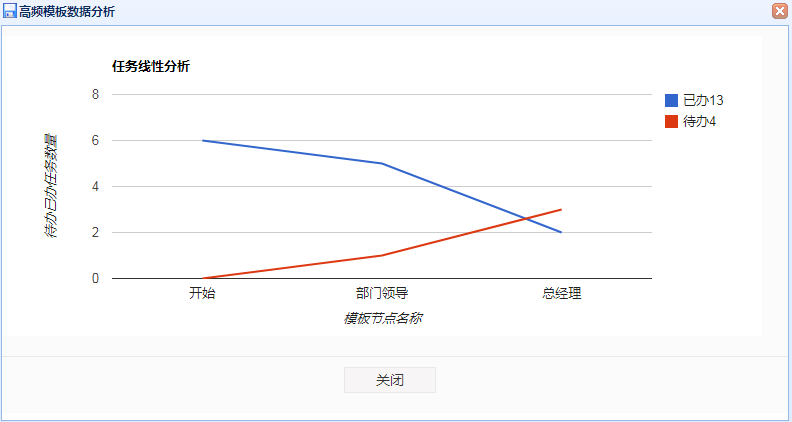 高频模板数据分析
任务线性分析
8
6
4
2
0
待办已办任务数量
已办13
待办4
开始
部门领导
总经理
模板节点名称
关闭